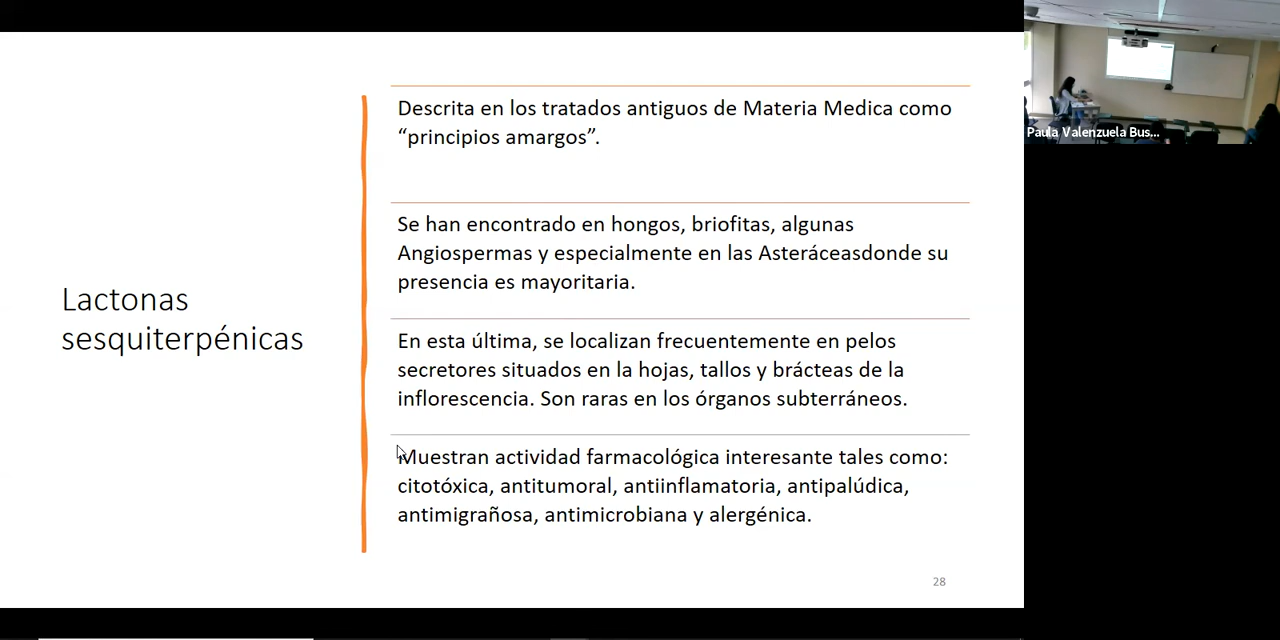 Lactonas
sesquiterpénicas
Descrita en los tratados antiguos de Materia Medica como
“principios amargos”.
Se han encontrado en hongos, briofitas, algunas
Angiospermas y especialmente en las Asteráceasdonde su
presencia es mayoritaria.
En esta última, se localizan frecuentemente en pelos
secretores situados en la hojas, tallos y brácteas de la
inflorescencia. Son raras en los órganos subterráneos.
Muestran actividad farmacológica interesante tales como:
citotóxica, antitumoral, antiinflamatoria, antipalúdica,
antimigrañosa, antimicrobiana y alergénica.
28
Paula Valenzuela Bus...